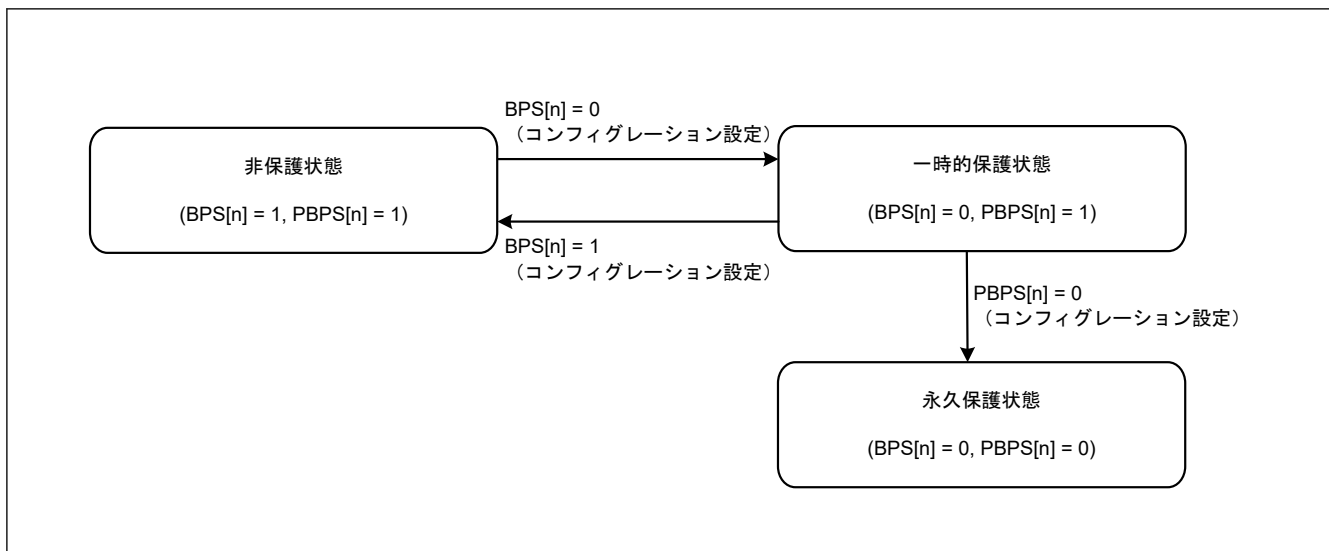 BPS[n] = 0
（コンフィグレーション設定）
非保護状態
(BPS[n] = 1, PBPS[n] = 1)
一時的保護状態
(BPS[n] = 0, PBPS[n] = 1)
BPS[n] = 1
（コンフィグレーション設定）
PBPS[n] = 0
（コンフィグレーション設定）
永久保護状態
(BPS[n] = 0, PBPS[n] = 0)